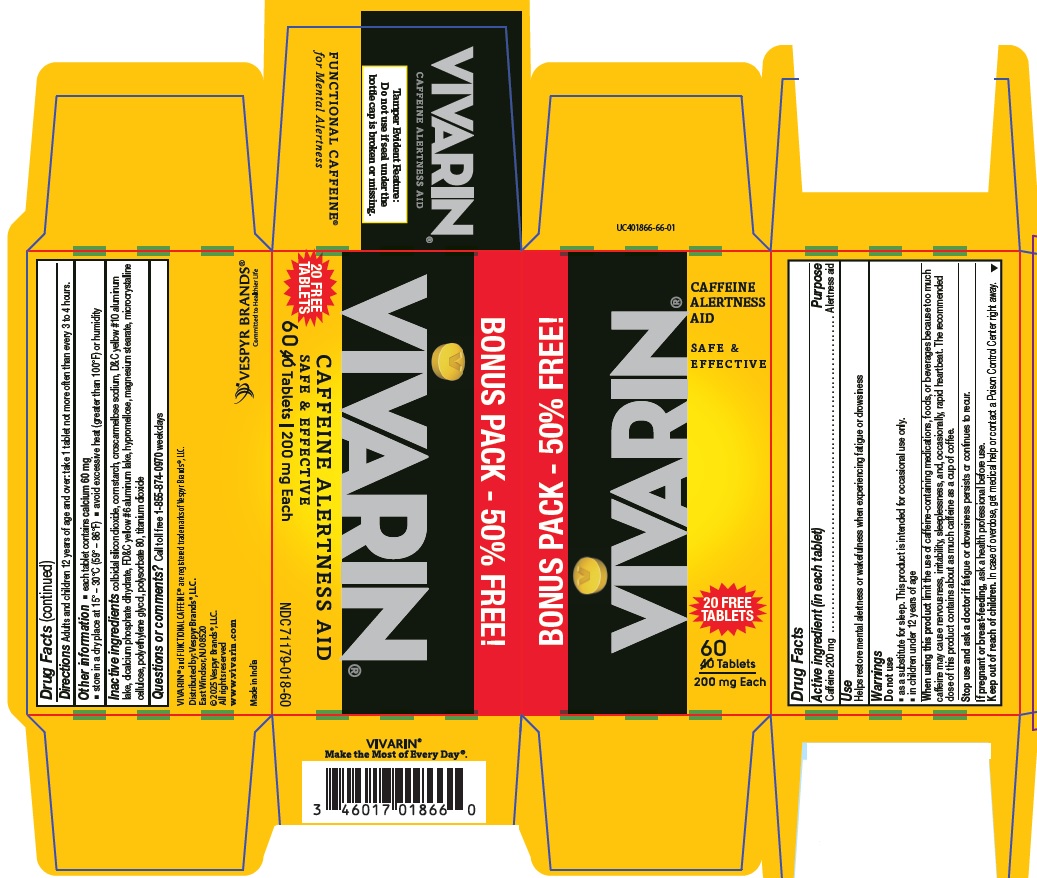 VIVARIN®
CAFFEINE ALERTNESS AID
Tamper Evident Feature:
Do not use if seal under the
bottle cap is broken or missing.
FUNCTIONAL CAFFEINE®
for Mental Alertness
UC401866-66-01
Drug Facts (continued)
Directions Adults and children 12 years of age and over: take 1 tablet not more often than every 3 to 4 hours.
Other information ▪ each tablet contains calcium 60 mg
▪ store in a dry place at 15° – 30°C (59° – 86°F) ▪ avoid excessive heat (greater than 100°F) or humidity
Inactive ingredients colloidal silicon dioxide, corn starch, croscarmellose sodium, D&C yellow #10 aluminum
lake, dicalcium phosphate dihydrate, FD&C yellow #6 aluminum lake, hypromellose, magnesium stearate, microcrystalline
cellulose, polyethylene glycol, polysorbate 80, titanium dioxide
Questions or comments? Call toll free 1-855-874-0970 weekdays
VIVARIN® and FUNCTIONAL CAFFEINE® are registered trademarks of Vespyr Brands®, LLC.
Distributed by: Vespyr Brands®, LLC.
East Windsor, NJ 08520
©2025 Vespyr Brands®, LLC
All rights reserved
www.vivarin.com
Made in India
VESPYR BRANDS®
Committed to Healthier Life
20 FREE
TABLETS
60
40 Tablets | 200 mg Each
NDC 71179-018-60
SAFE & EFFECTIVE
CAFFEINE ALERTNESS AID
VIVARIN®
BONUS PACK - 50% FREE!
BONUS PACK - 50% FREE!
VIVARIN®
CAFFEINE
ALERTNESS
AID
SAFE &
EFFECTIVE
20 FREE
TABLETS
60
40 Tablets
200 mg Each
Drug Facts
Active ingredient (in each tablet) Purpose
Caffeine 200 mg ........................................ Alertness aid
Use
Helps restore mental alertness or wakefulness when experiencing fatigue or drowsiness
Warnings
Do not use
▪ as a substitute for sleep. This product is intended for occasional use only.
▪ in children under 12 years of age
When using this product limit the use of caffeine-containing medications, foods, or beverages because too much
caffeine may cause nervousness, irritability, sleeplessness, and, occasionally, rapid heartbeat. The recommended
dose of this product contains about as much caffeine as a cup of coffee.
Stop use and ask a doctor if fatigue or drowsiness persists or continues to recur.
If pregnant or breast-feeding, ask a health professional before use.
Keep out of reach of children. In case of overdose, get medical help or contact a Poison Control Center right away.
VIVARIN®
Make the Most of Every Day®.
3 46017 01866 0